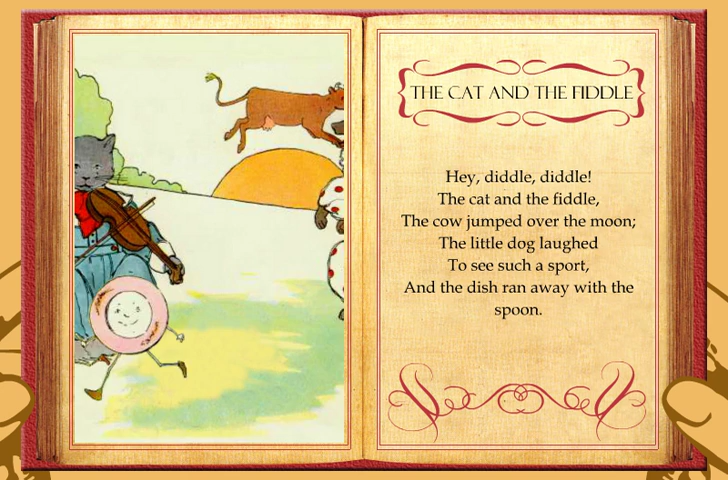 THE CAT AND THE FIDDLE
Hey, diddle, diddle!
The cat and the fiddle,
The cow jumped over the moon;
The little dog laughed
To see such a sport,
And the dish ran away with the
spoon.